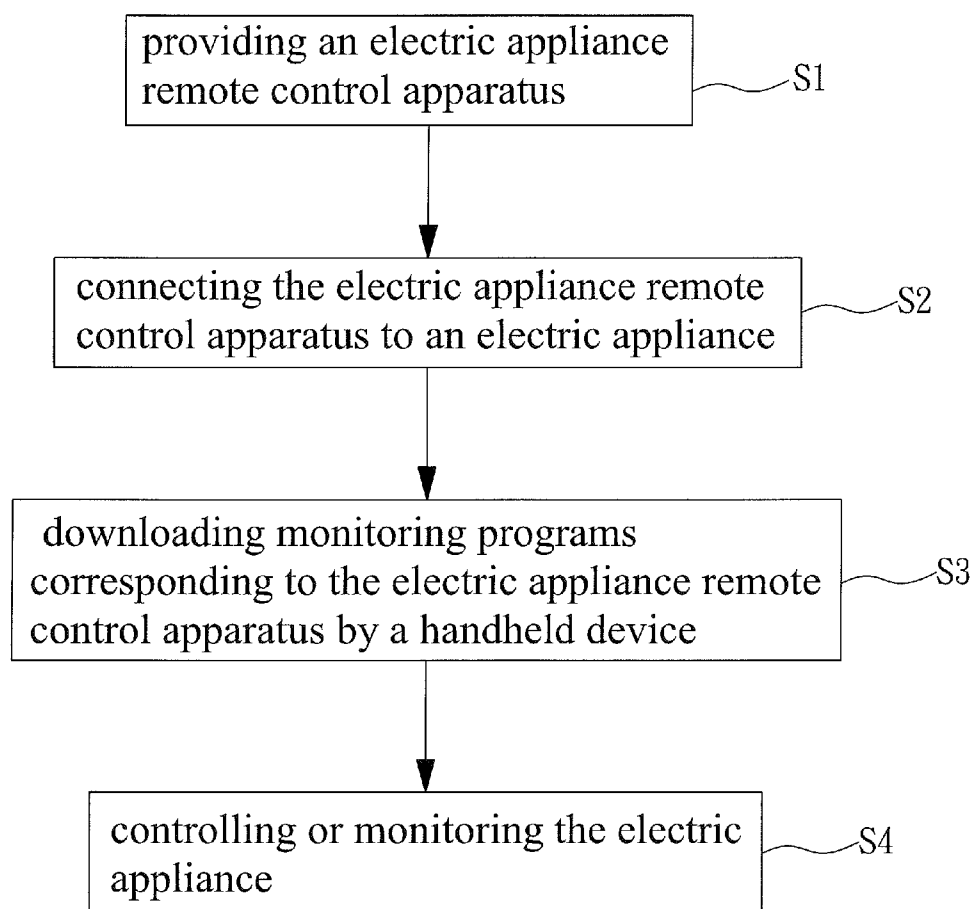 providing an electric appliance
remote control apparatus
S1
connecting the electric appliance remote
control apparatus to an electric appliance
S2
downloading monitoring programs
corresponding to the electric appliance remote
control apparatus by a handheld device
S3
controlling or monitoring the electric
appliance
S4